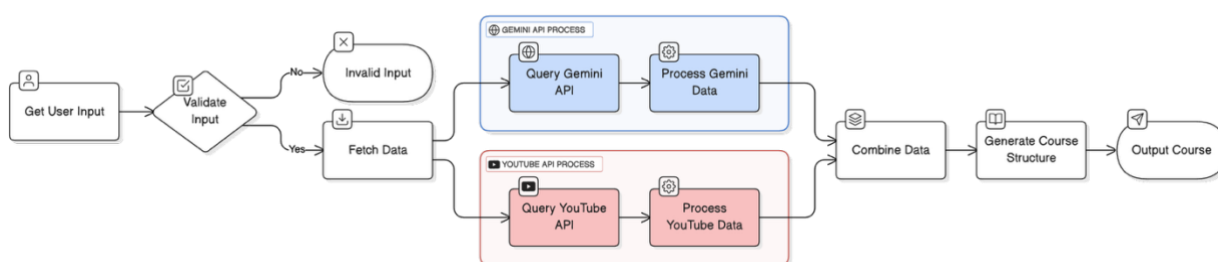 Get User Input
Validate
Input
No
Yes
Invalid Input
Fetch Data
GEMINI API PROCESS
Query Gemini
API
Process Gemini
Data
YOUTUBE API PROCESS
Query YouTube
API
Process
YouTube Data
Combine Data
Generate Course
Structure
Output Course